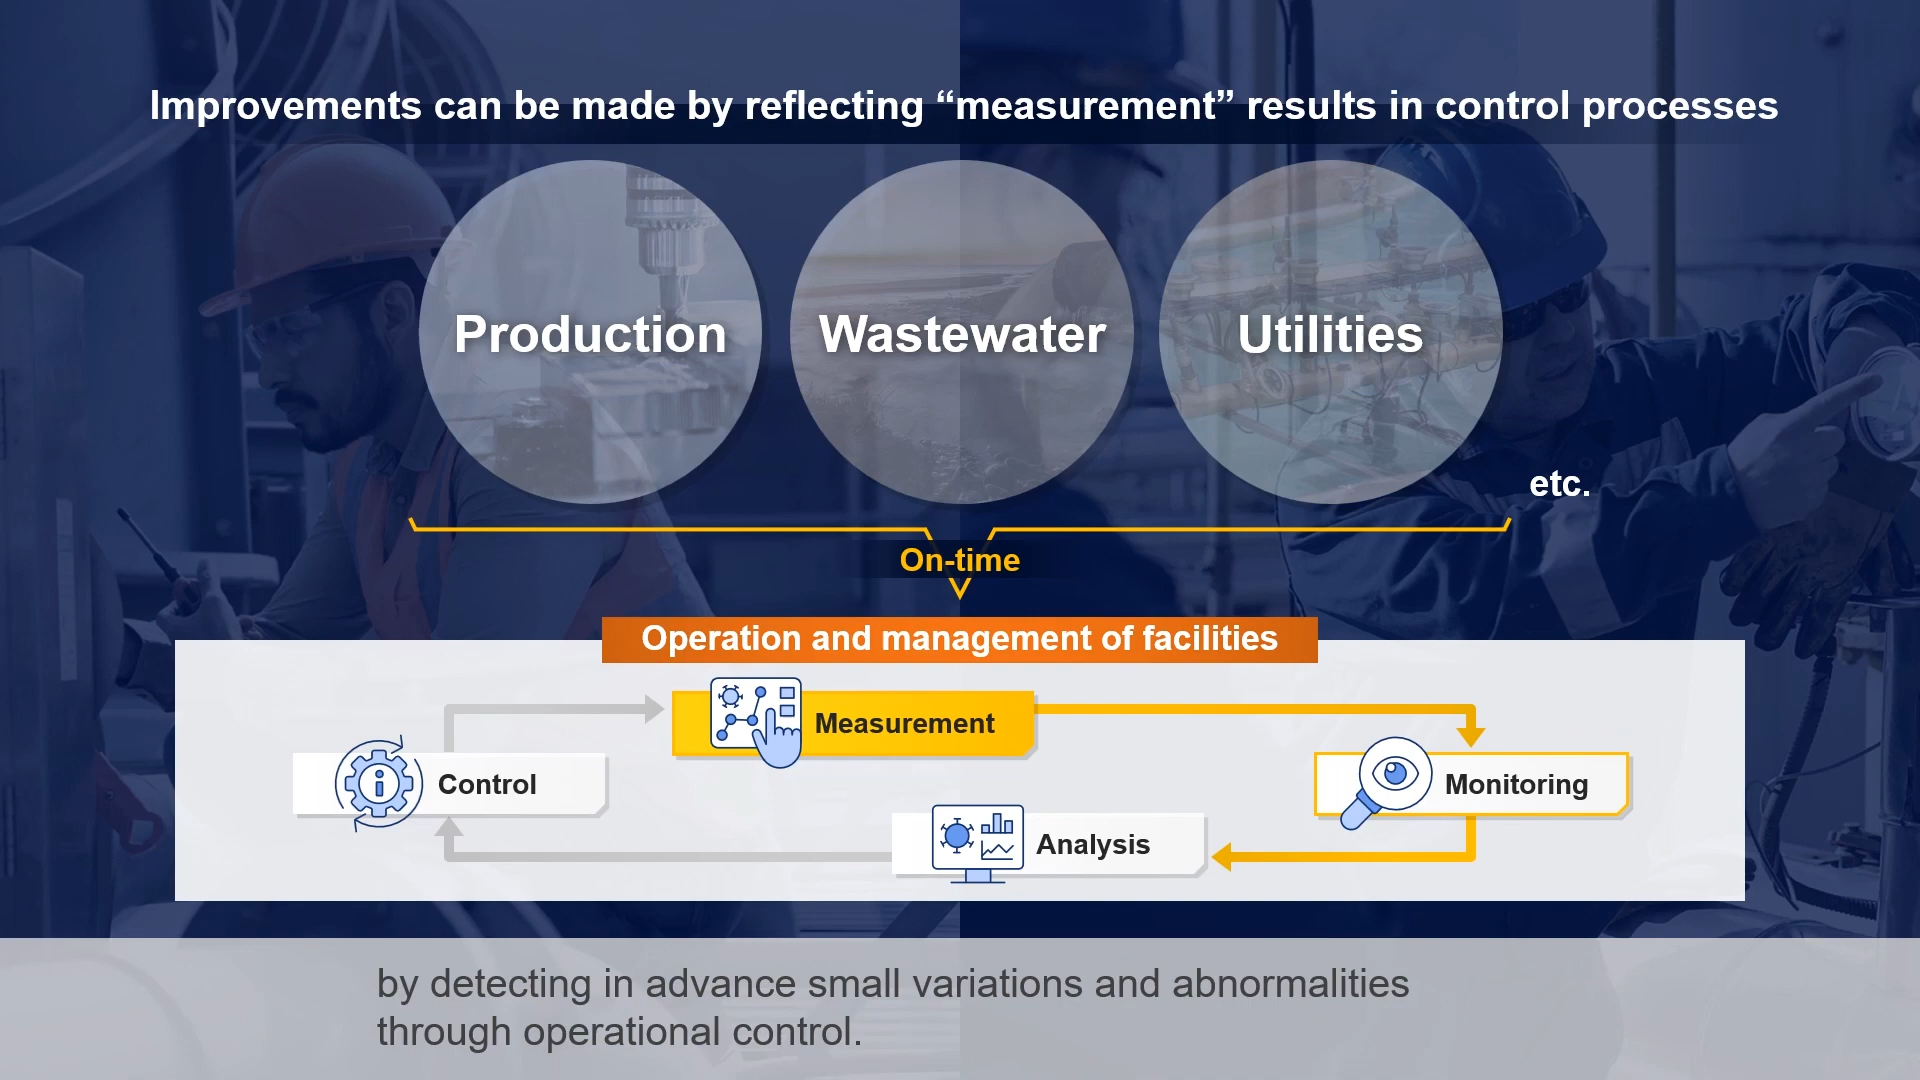 Improvements can be made by reflecting “measurement” results in control processes
Production
Wastewater
Utilities
etc.
On-time
Operation and management of facilities
Measurement
Control
Monitoring
Analysis
by detecting in advance small variations and abnormalities
through operational control.